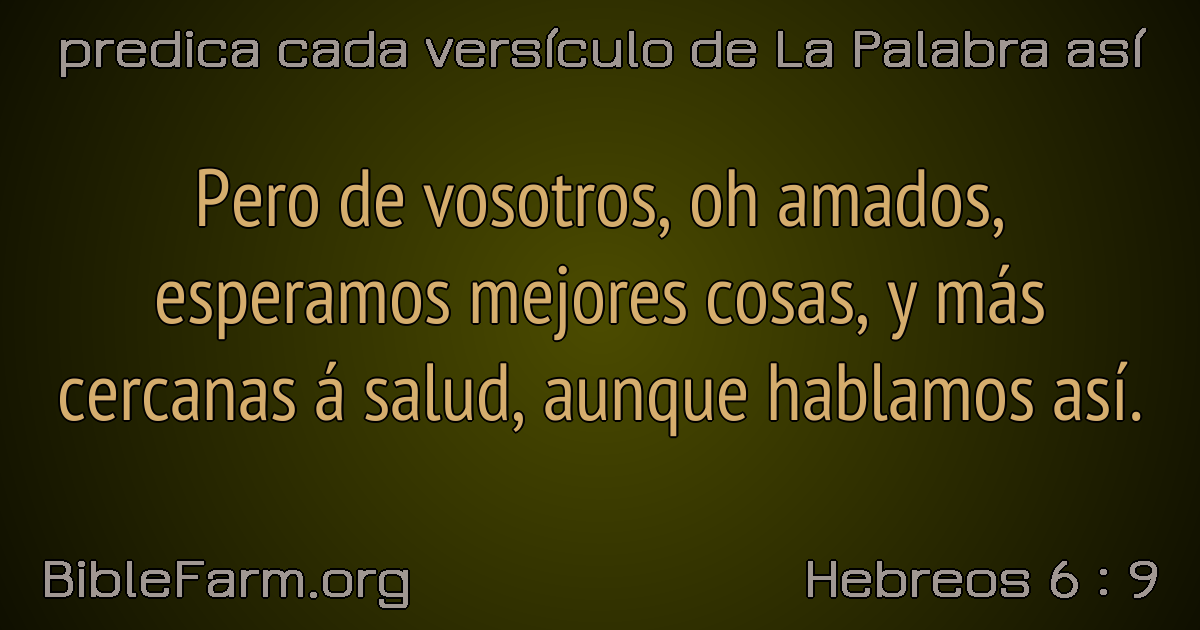 predica cada versículo de La Palabra así
Pero de vosotros, oh amados,
esperamos mejores cosas, y más
cercanas á salud, aunque hablamos así.
BibleFarm.org
Hebreos 6 : 9